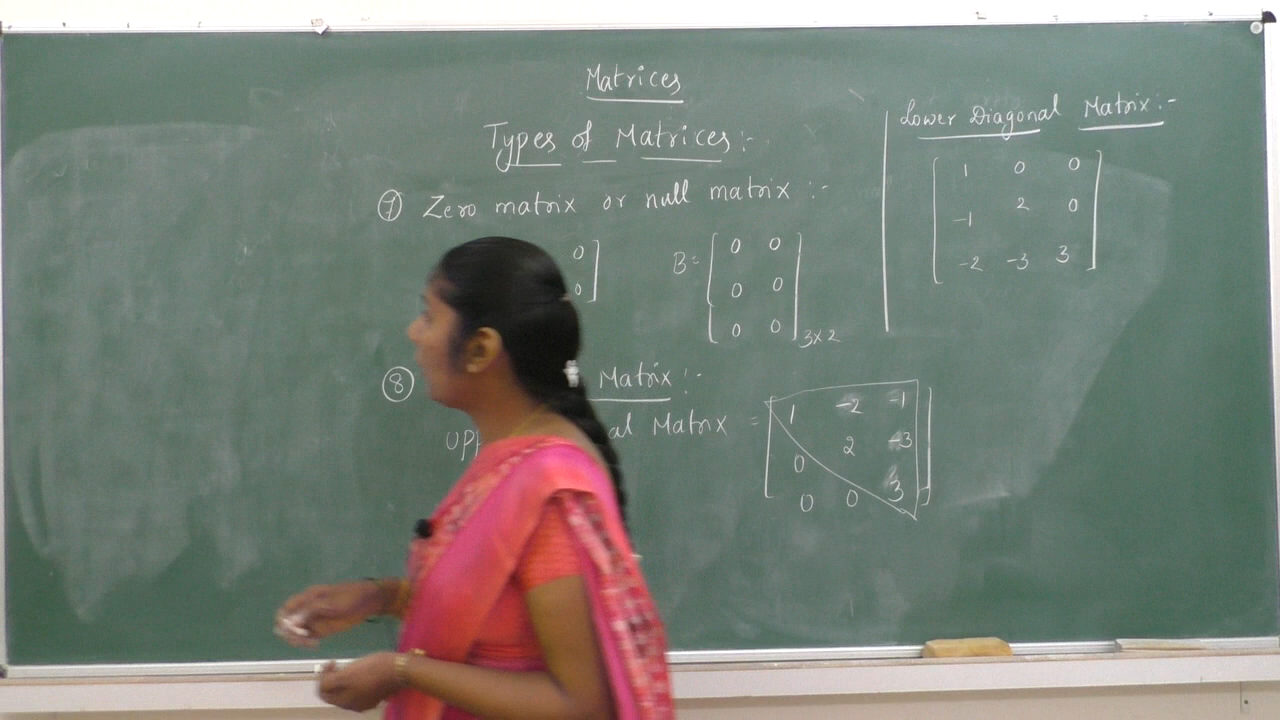 Matrices
Types of Matrices:-
7 Zero matrix or null matrix :-
0
0
B=
0 0
0 0
0 0
3x2
8 Matrix :-
Matrix =
1 -2 -1
0 2 -3
0 0 3
Lower Diagonal Matrix:-
1 0 0
-1 2 0
-2 -3 3